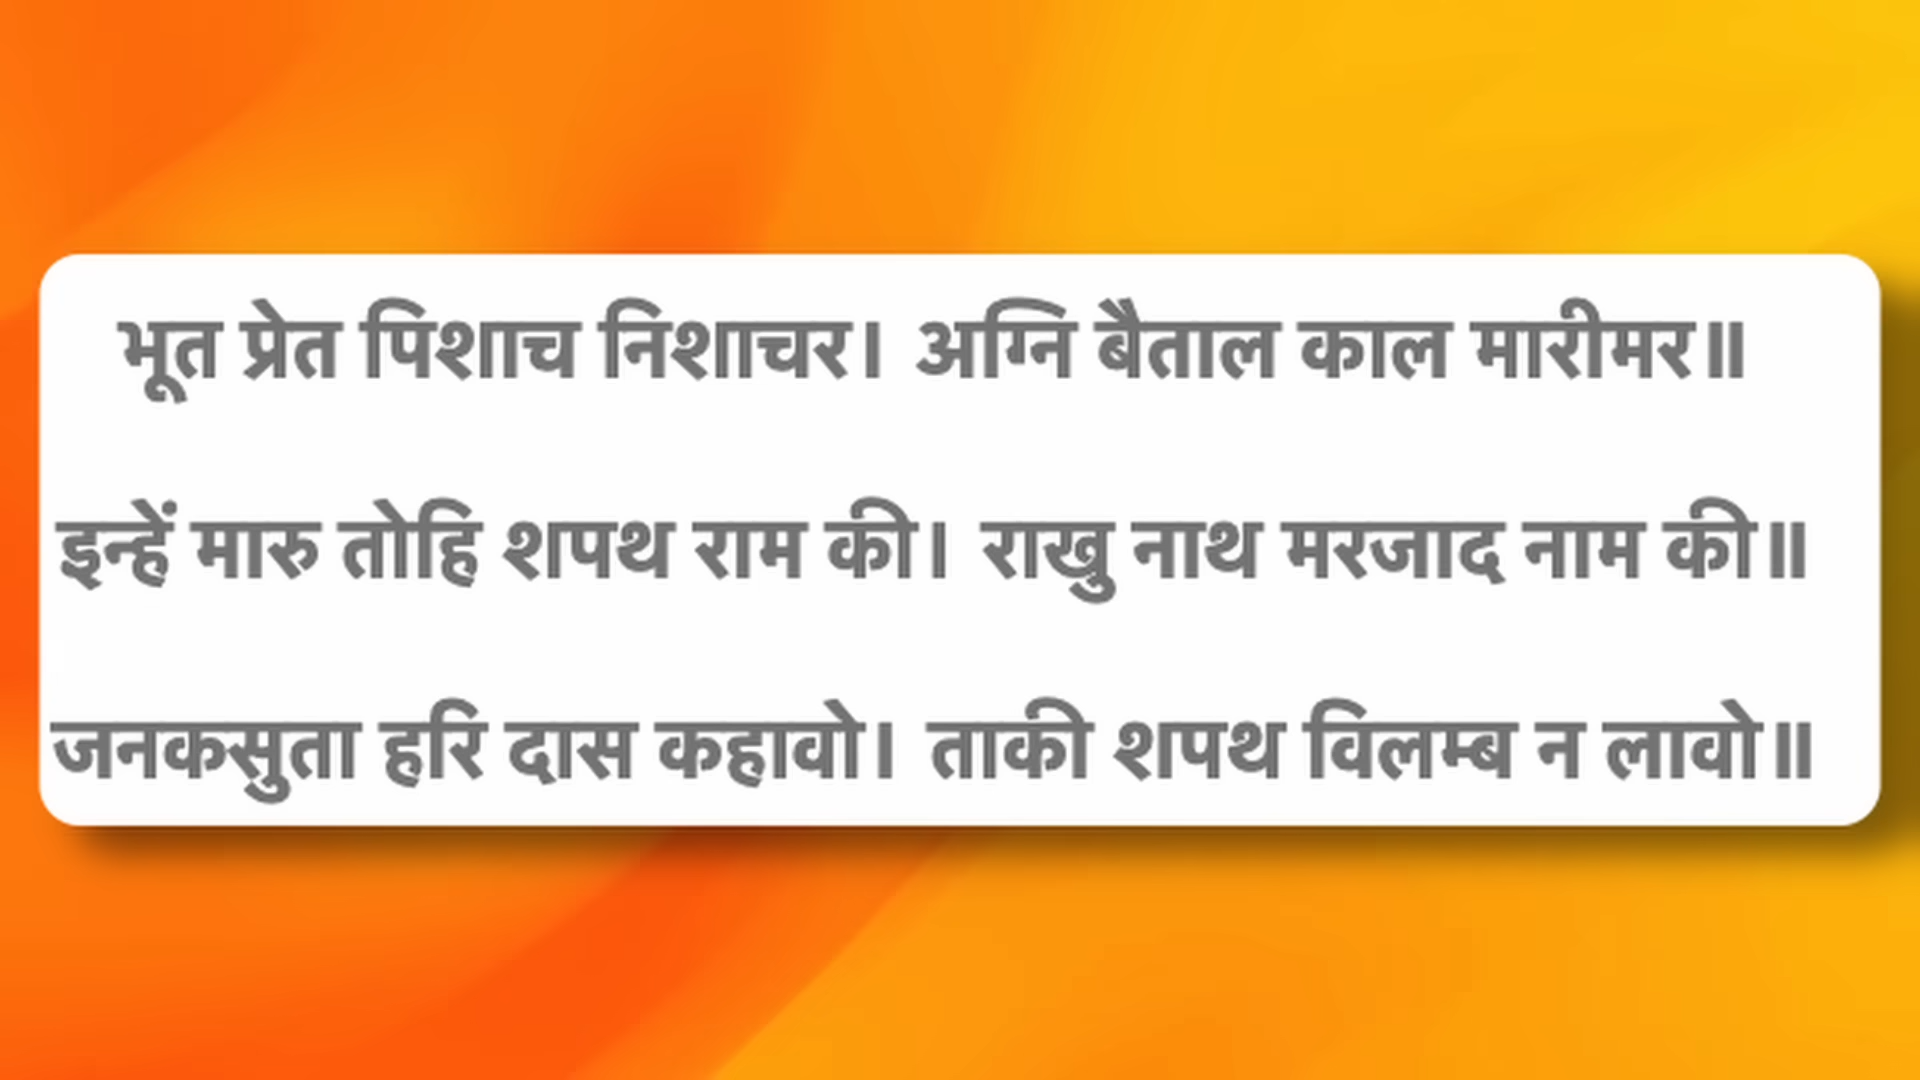 भूत प्रेत पिशाच निशाचर। अग्नि बैताल काल मारीमर॥
इन्हें मारु तोहि शपथ राम की। राखु नाथ मरजाद नाम की॥
जनकसुता हरि दास कहावो। ताकी शपथ विलम्ब न लावो॥